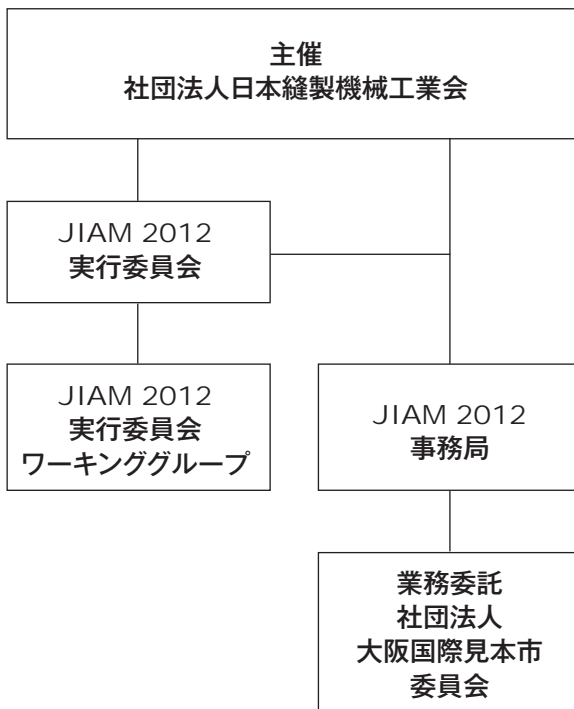 主催
社団法人日本縫製機械工業会
JIAM 2012
実行委員会
JIAM 2012
実行委員会
ワーキンググループ
JIAM 2012
事務局
業務委託
社団法人
大阪国際見本市
委員会